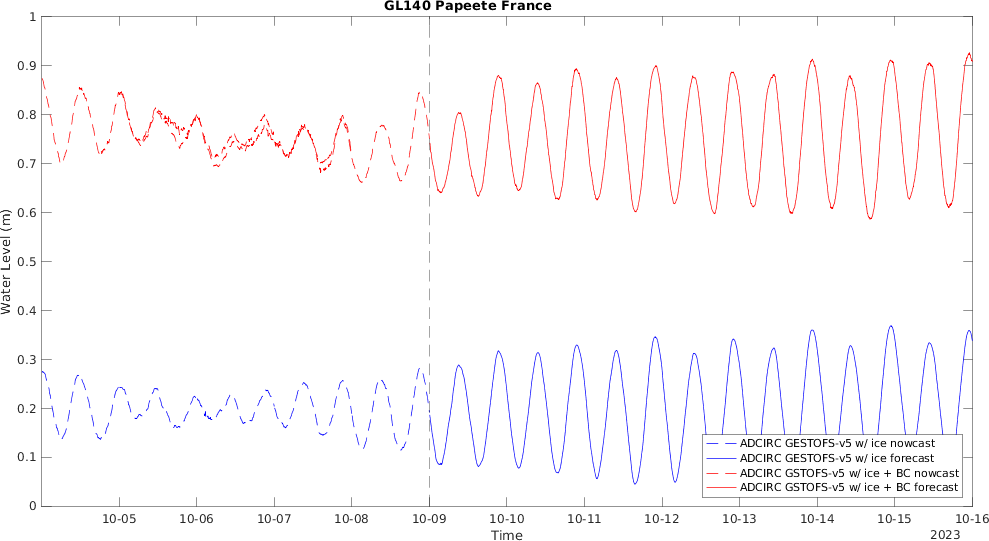 GL140 Papeete France
1
0.9
0.8
0.7
0.6
0.5
0.4
0.3
0.2
0.1
0
Water Level (m)
ADCIRC GESTOFS-v5 w/ ice nowcast
ADCIRC GESTOFS-v5 w/ ice forecast
ADCIRC GSTOFS-v5 w/ ice + BC nowcast
ADCIRC GSTOFS-v5 w/ ice + BC forecast
10-05 10-06 10-07 10-08 10-09 10-10 10-11 10-12 10-13 10-14 10-15 10-16
Time
2023